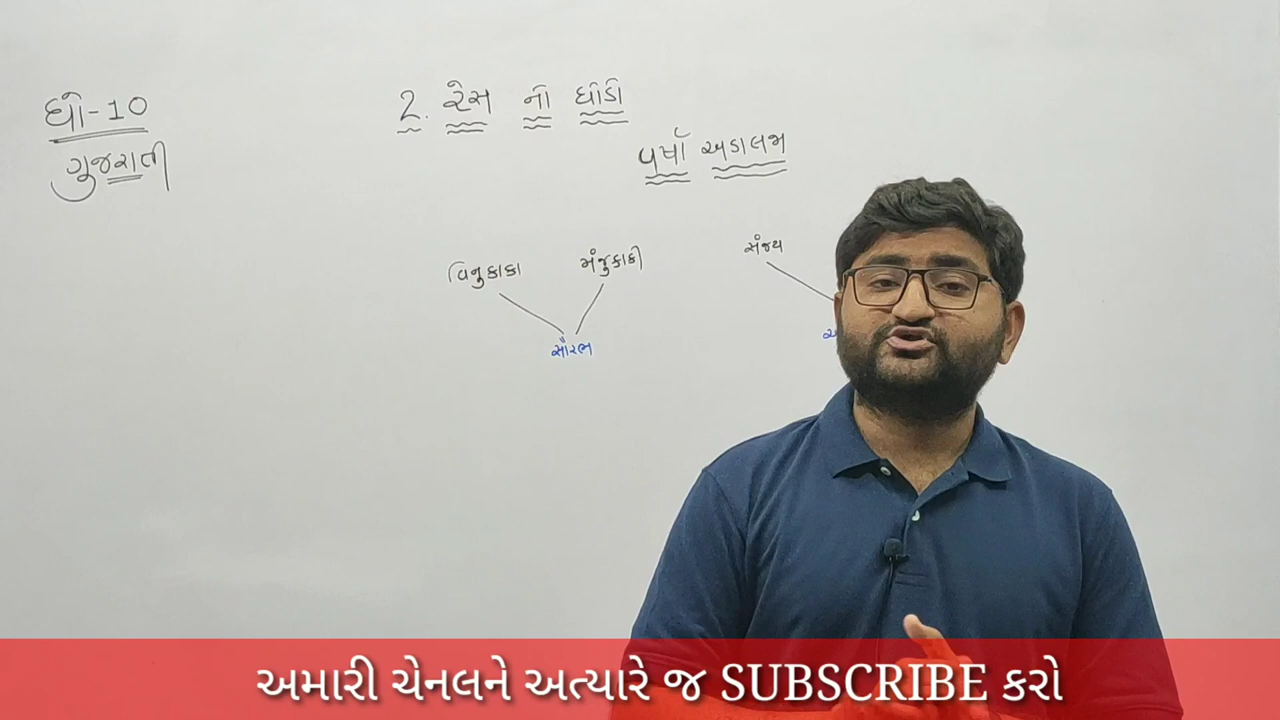 ધો-10
ગુજરાતી
2. રેસ નો ઘોડો
વર્ષા અડાલજા
વિનુકાકા મંજુકાકી
સૌરભ
સંજય
અમારી ચેનલને અત્યારે જ SUBSCRIBE કરો